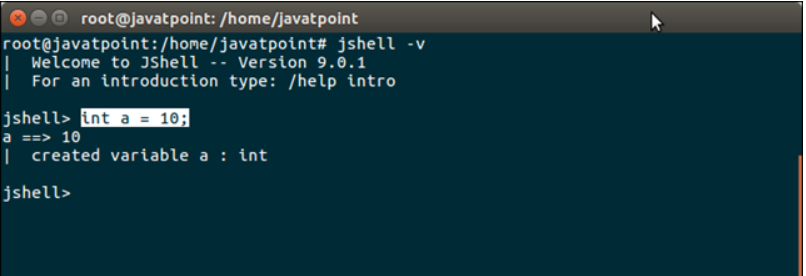 root@javatpoint: /home/javatpoint
root@javatpoint:/home/javatpoint# jshell -v
|  Welcome to JShell -- Version 9.0.1
|  For an introduction type: /help intro
jshell> int a = 10;
a ==> 10
|  created variable a : int
jshell>